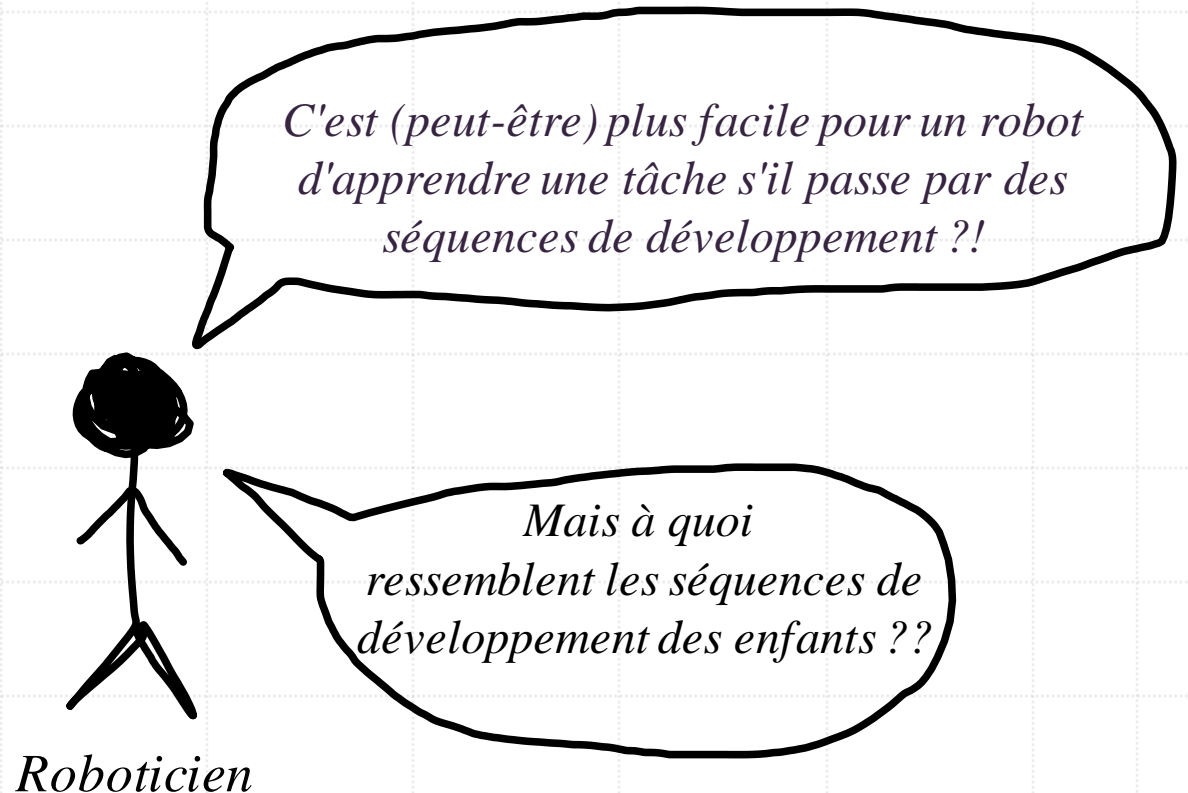 C'est (peut-être) plus facile pour un robot
d'apprendre une tâche s'il passe par des
séquences de développement ?!
Mais à quoi
ressemblent les séquences de
développement des enfants ??
Roboticien